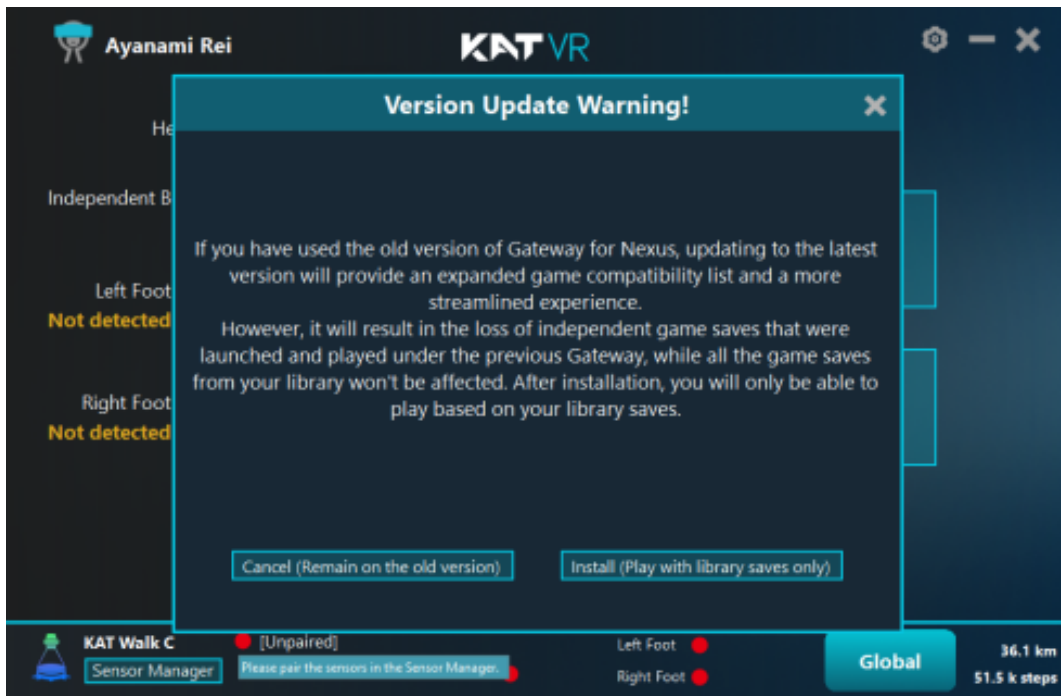 Ayanami Rei
KAT VR
Version Update Warning!
He
Independent B
Left Foot
Not detected
Right Foot
Not detected
If you have used the old version of Gateway for Nexus, updating to the latest
version will provide an expanded game compatibility list and a more
streamlined experience.
However, it will result in the loss of independent game saves that were
launched and played under the previous Gateway, while all the game saves
from your library won't be affected. After installation, you will only be able to
play based on your library saves.
Cancel (Remain on the old version)
Install (Play with library saves only)
KAT Walk C
Sensor Manager
[Unpaired]
Please pair the sensors in the Sensor Manager.
Left Foot
Right Foot
Global
36.1 km
51.5 k steps